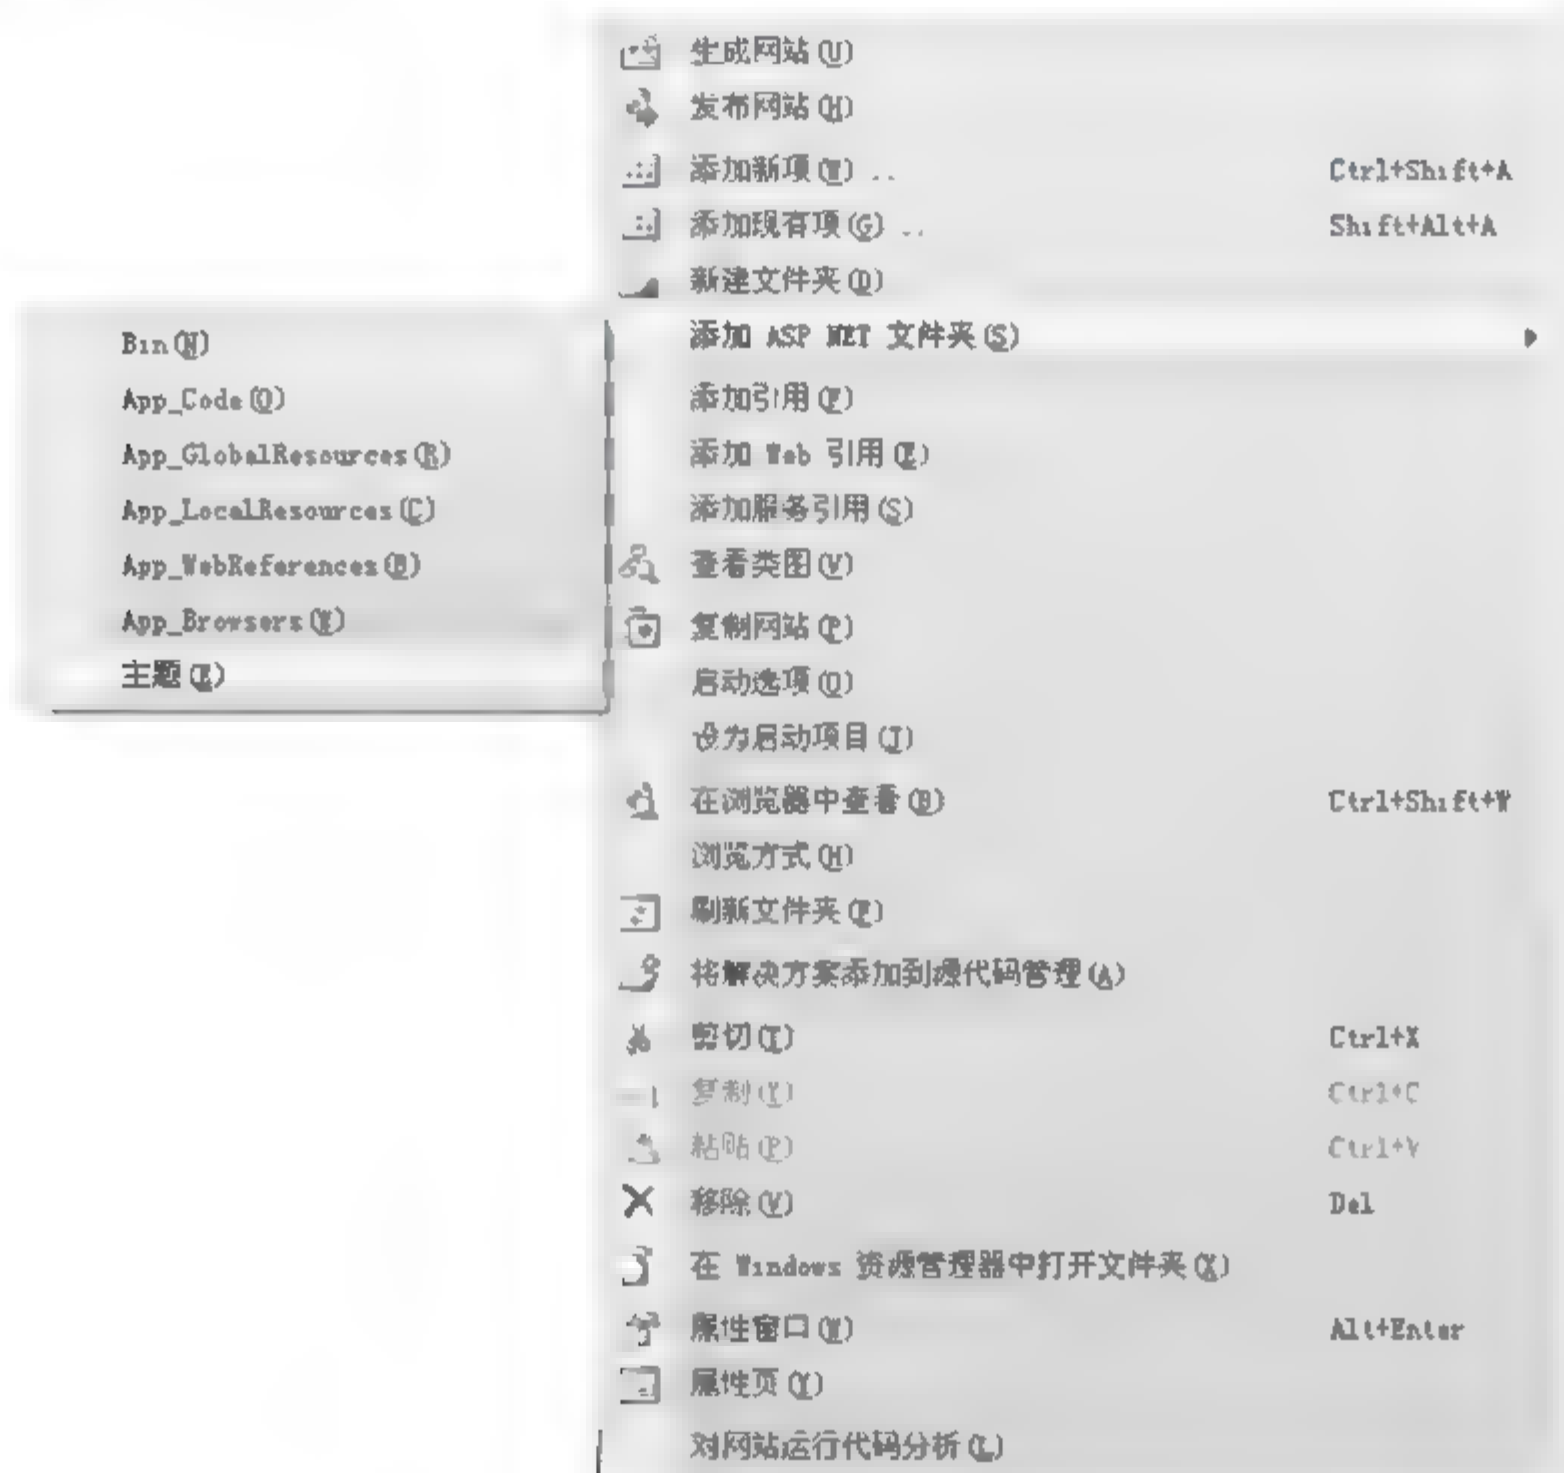 生成网站(U)
发布网站(H)
添加新项(W)... Ctrl+Shift+A
添加现有项(G)... Shift+Alt+A
新建文件夹(D)
添加 ASP.NET 文件夹(S)
添加引用(F)
添加 Web 引用(E)
添加服务引用(S)
查看类图(V)
复制网站(P)
启动选项(O)
设为启动项目(J)
在浏览器中查看(B) Ctrl+Shift+W
浏览方式(H)
刷新文件夹(F)
将解决方案添加到源代码管理(A)
剪切(T) Ctrl+X
复制(Y) Ctrl+C
粘贴(P) Ctrl+V
移除(V) Del
在 Windows 资源管理器中打开文件夹(X)
属性窗口(W) Alt+Enter
属性页(Y)
对网站运行代码分析(L)
Bin(N)
App_Code(O)
App_GlobalResources(R)
App_LocalResources(C)
App_WebReferences(B)
App_Browsers(W)
主题(E)